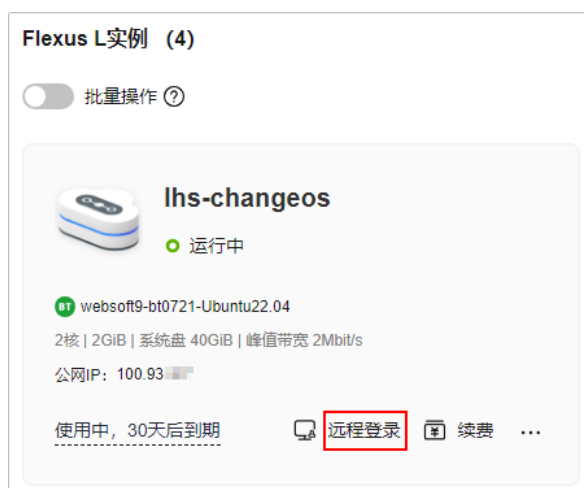 Flexus L实例 (4)
批量操作
lhs-changeos
运行中
BT websoft9-bt0721-Ubuntu22.04
2核 | 2GiB | 系统盘 40GiB | 峰值带宽 2Mbit/s
公网IP: 100.93
使用中，30天后到期 远程登录 续费 ...